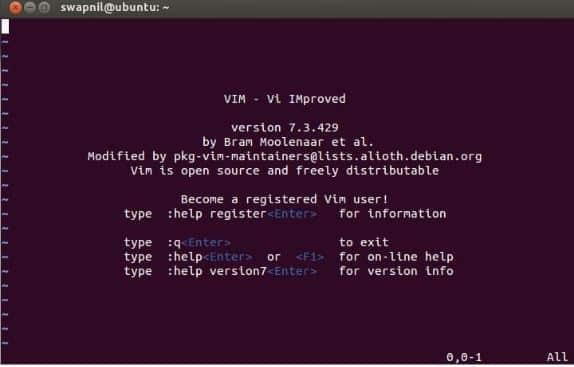 swapnil@ubuntu: ~
~
~
~
~
~
VIM - Vi IMproved
~
version 7.3.429
by Bram Moolenaar et al.
Modified by pkg-vim-maintainers@lists.alioth.debian.org
Vim is open source and freely distributable
~
Become a registered Vim user!
type :help register<Enter> for information
~
type :q<Enter> to exit
type :help<Enter> or <F1> for on-line help
type :help version7<Enter> for version info
~
~
~
~
~
0,0-1 All